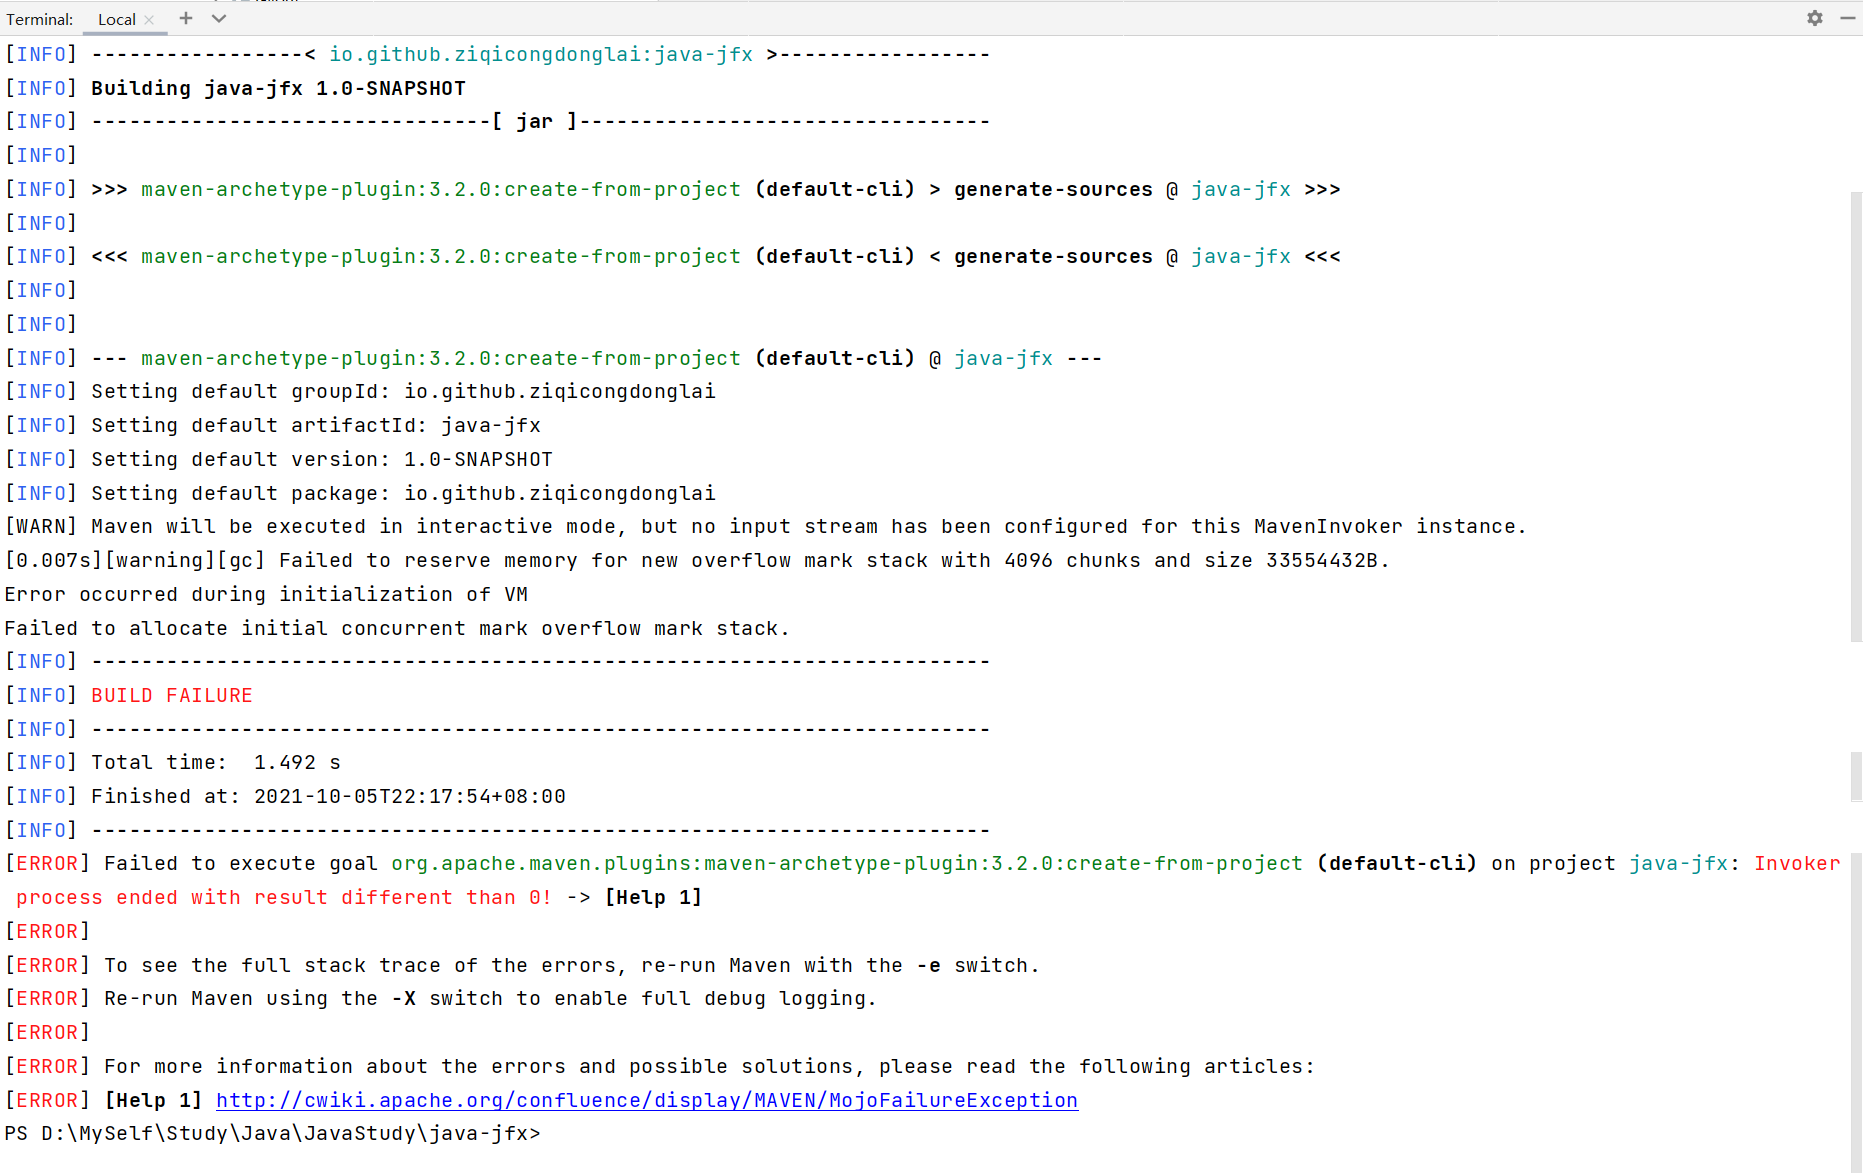 Terminal: Local
[INFO] -----------------< io.github.ziqicongdonglai:java-jfx >-----------------
[INFO] Building java-jfx 1.0-SNAPSHOT
[INFO] --------------------------------[ jar ]---------------------------------
[INFO]
[INFO] >>> maven-archetype-plugin:3.2.0:create-from-project (default-cli) > generate-sources @ java-jfx >>>
[INFO]
[INFO] <<< maven-archetype-plugin:3.2.0:create-from-project (default-cli) < generate-sources @ java-jfx <<<
[INFO]
[INFO]
[INFO] --- maven-archetype-plugin:3.2.0:create-from-project (default-cli) @ java-jfx ---
[INFO] Setting default groupId: io.github.ziqicongdonglai
[INFO] Setting default artifactId: java-jfx
[INFO] Setting default version: 1.0-SNAPSHOT
[INFO] Setting default package: io.github.ziqicongdonglai
[WARN] Maven will be executed in interactive mode, but no input stream has been configured for this MavenInvoker instance.
[0.007s][warning][gc] Failed to reserve memory for new overflow mark stack with 4096 chunks and size 33554432B.
Error occurred during initialization of VM
Failed to allocate initial concurrent mark overflow mark stack.
[INFO] ------------------------------------------------------------------------
[INFO] BUILD FAILURE
[INFO] ------------------------------------------------------------------------
[INFO] Total time:  1.492 s
[INFO] Finished at: 2021-10-05T22:17:54+08:00
[INFO] ------------------------------------------------------------------------
[ERROR] Failed to execute goal org.apache.maven.plugins:maven-archetype-plugin:3.2.0:create-from-project (default-cli) on project java-jfx: Invoker
process ended with result different than 0! -> [Help 1]
[ERROR]
[ERROR] To see the full stack trace of the errors, re-run Maven with the -e switch.
[ERROR] Re-run Maven using the -X switch to enable full debug logging.
[ERROR]
[ERROR] For more information about the errors and possible solutions, please read the following articles:
[ERROR] [Help 1] http://cwiki.apache.org/confluence/display/MAVEN/MojoFailureException
PS D:\MySelf\Study\Java\JavaStudy\java-jfx>